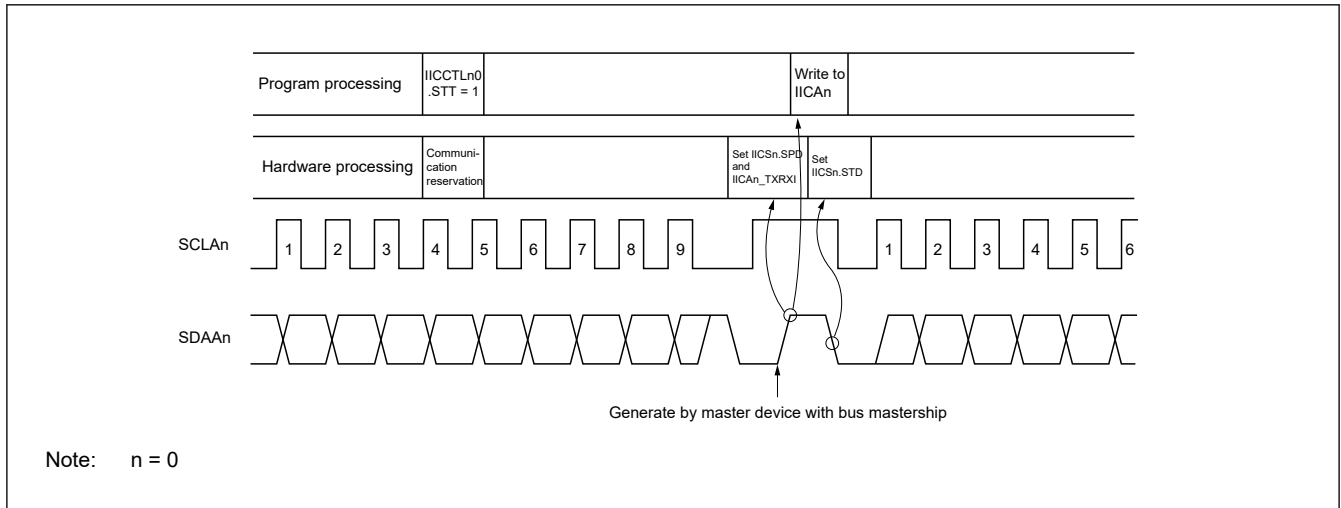 Program processing
IICCTLn0
.STT = 1
Write to
IICAn
Hardware processing
Communi-
cation
reservation
Set IICSn.SPD
and
IICAn_TXRXI
Set
IICSn.STD
SCLAn
1 2 3 4 5 6 7 8 9 1 2 3 4 5 6
SDAAn
Generate by master device with bus mastership
Note: n = 0